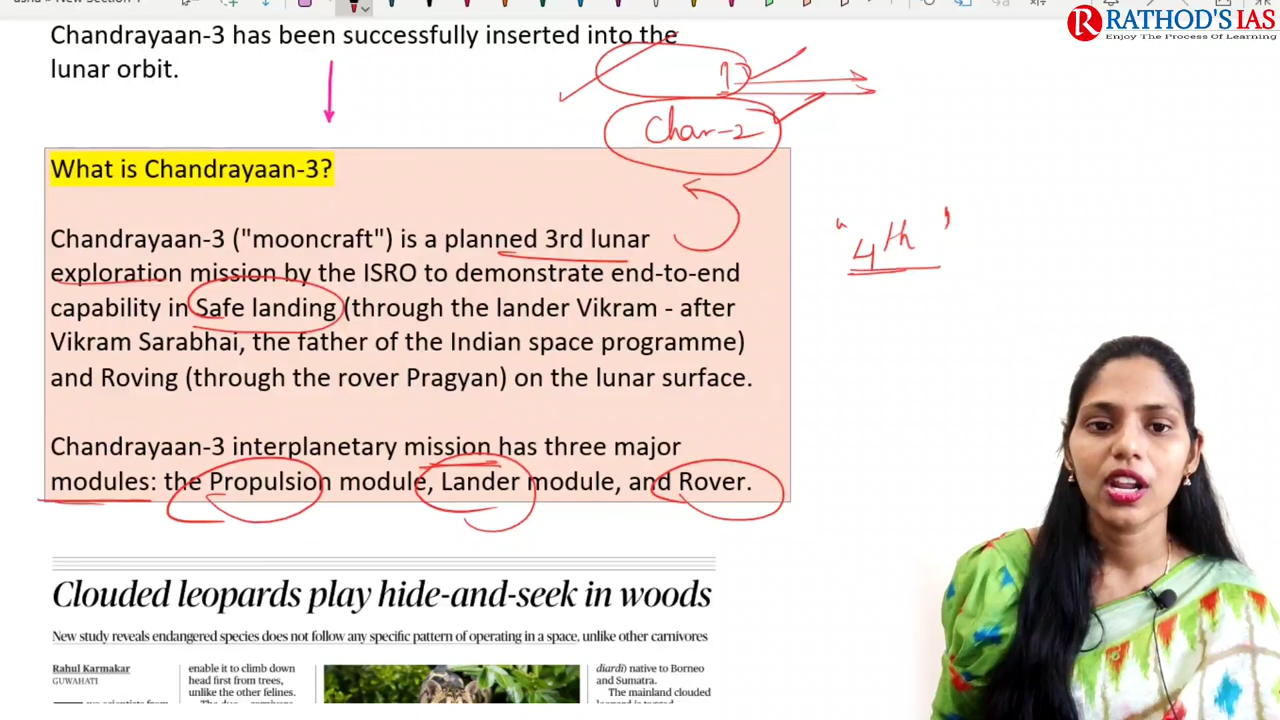 RATHOD'S IAS
Enjoy The Process Of Learning
Chandrayaan-3 has been successfully inserted into the
lunar orbit.
Chan-2
What is Chandrayaan-3?
Chandrayaan-3 ("mooncraft") is a planned 3rd lunar
exploration mission by the ISRO to demonstrate end-to-end
capability in Safe landing (through the lander Vikram - after
Vikram Sarabhai, the father of the Indian space programme)
and Roving (through the rover Pragyan) on the lunar surface.
"4th"
Chandrayaan-3 interplanetary mission has three major
modules: the Propulsion module, Lander module, and Rover.
Clouded leopards play hide-and-seek in woods
New study reveals endangered species does not follow any specific pattern of operating in a space, unlike other carnivores
Rahul Karmakar
GUWAHATI
enable it to climb down
head first from trees,
unlike the other felines.
diardi) native to Borneo
and Sumatra.
The mainland clouded